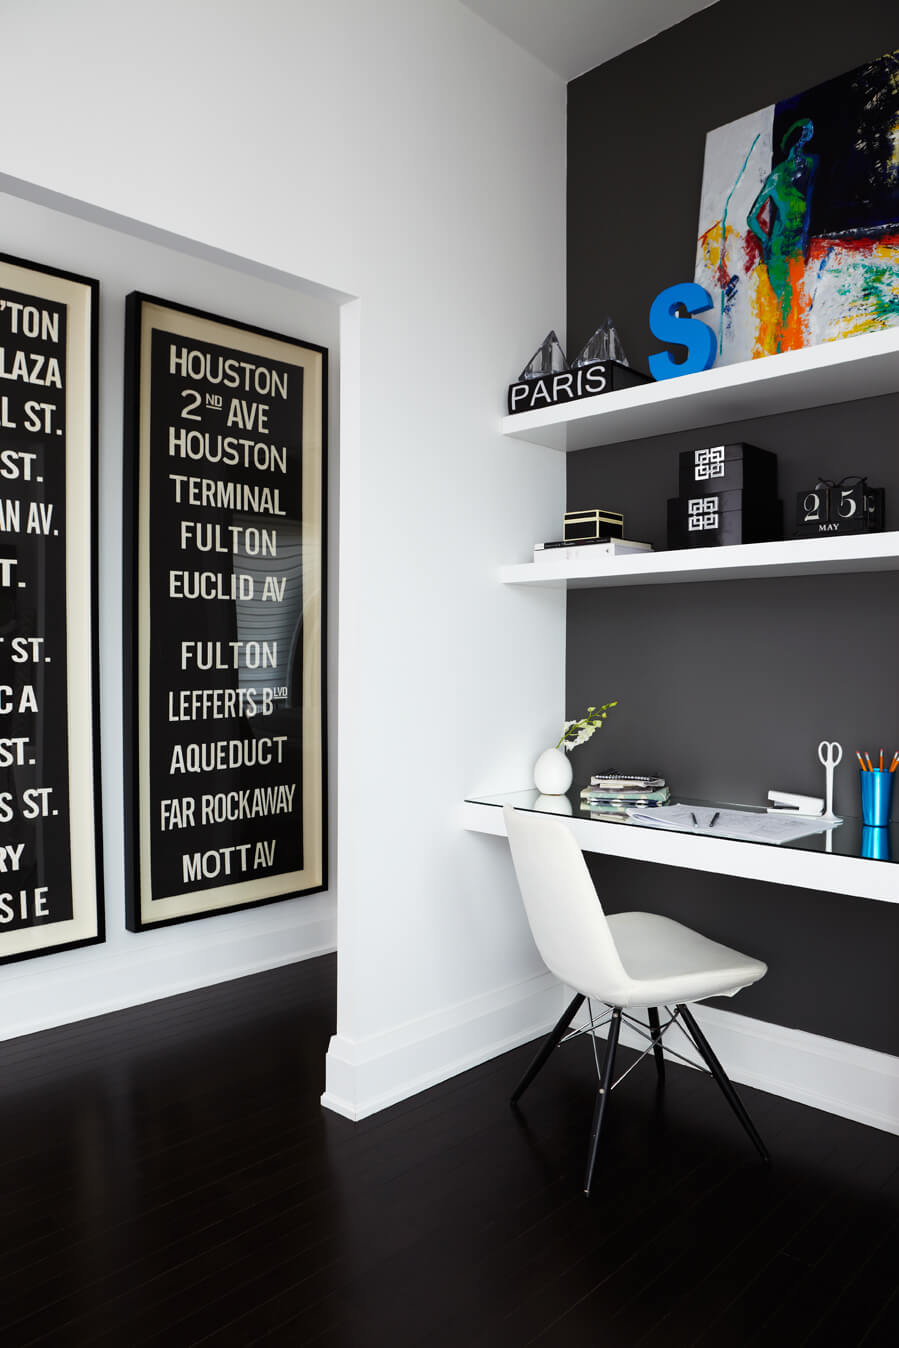 'TON
LAZA
L ST.
ST.
AN AV.
T.
T ST.
CA
ST.
S ST.
RY
SIE
HOUSTON
2ND AVE
HOUSTON
TERMINAL
FULTON
EUCLID AV
FULTON
LEFFERTS BLVD
AQUEDUCT
FAR ROCKAWAY
MOTT AV
S
PARIS
25
MAY